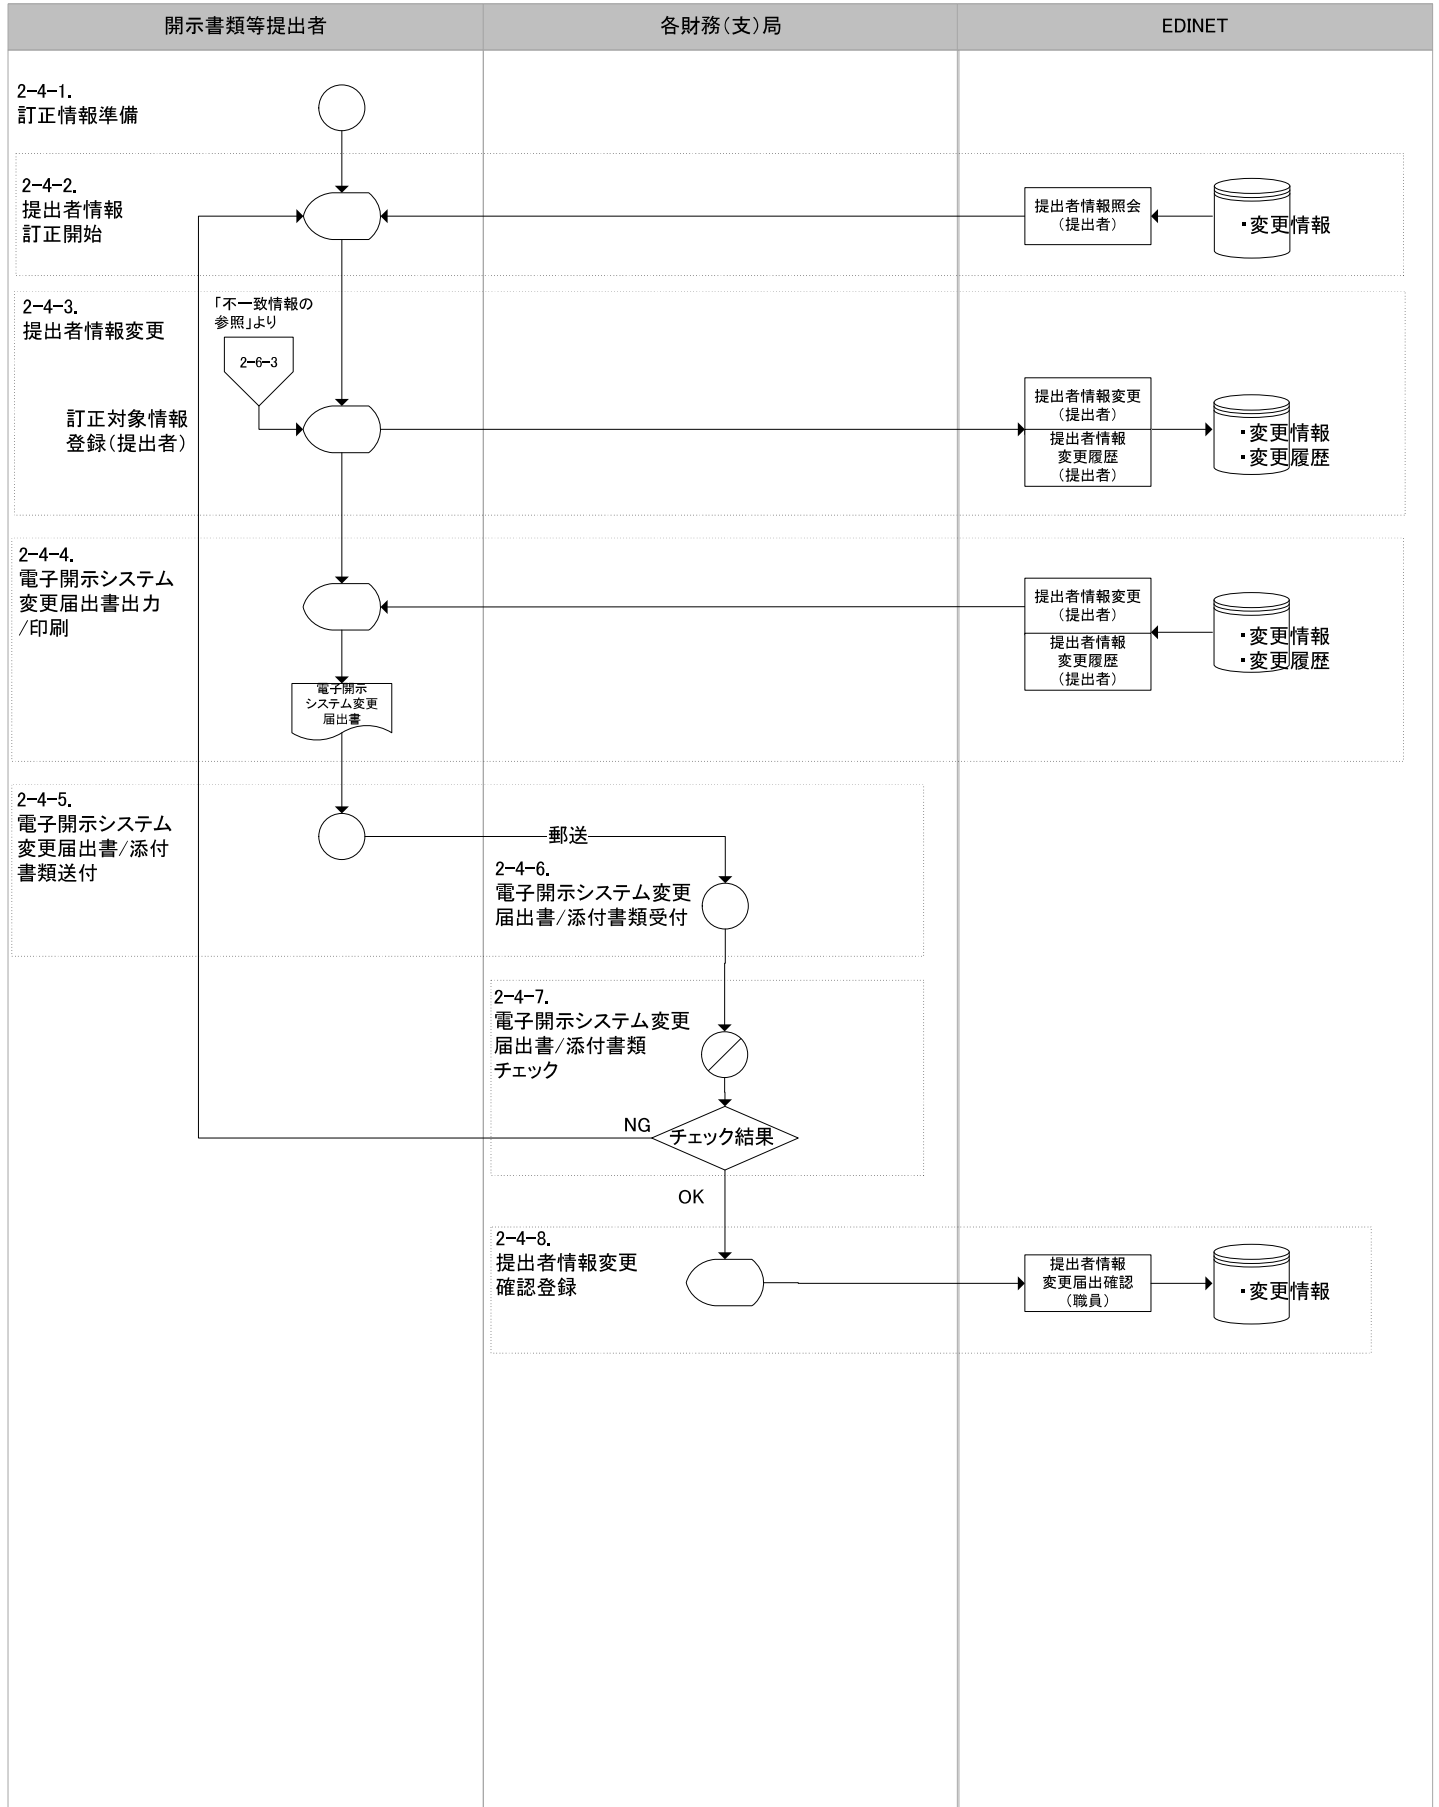 開示書類等提出者
各財務(支)局
EDINET
2-4-1.
訂正情報準備
2-4-2.
提出者情報
訂正開始
提出者情報照会
(提出者)
・変更情報
2-4-3.
提出者情報変更
「不一致情報の
参照」より
2-6-3
訂正対象情報
登録(提出者)
提出者情報変更
(提出者)
提出者情報
変更履歴
(提出者)
・変更情報
・変更履歴
2-4-4.
電子開示システム
変更届出書出力
/印刷
提出者情報変更
(提出者)
提出者情報
変更履歴
(提出者)
・変更情報
・変更履歴
電子開示
システム変更
届出書
2-4-5.
電子開示システム
変更届出書/添付
書類送付
郵送
2-4-6.
電子開示システム変更
届出書/添付書類受付
2-4-7.
電子開示システム変更
届出書/添付書類
チェック
NG
チェック結果
OK
2-4-8.
提出者情報変更
確認登録
提出者情報
変更届出確認
(職員)
・変更情報